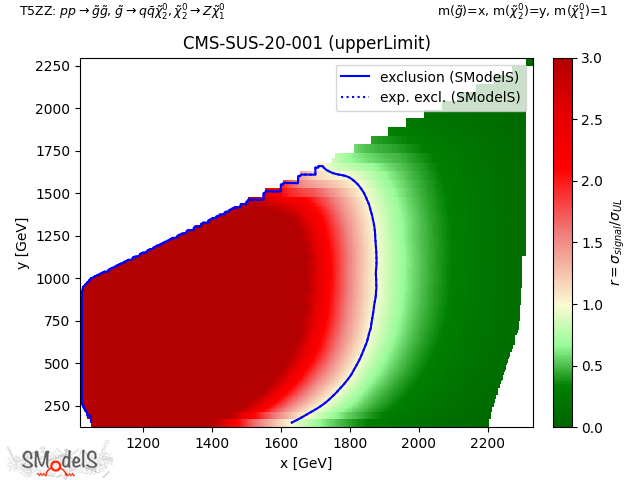 T5ZZ: pp → g̃g̃, g̃ → qq̄χ̃⁰₂, χ̃⁰₂ → Zχ̃⁰₁
m(g̃)=x, m(χ̃⁰₂)=y, m(χ̃⁰₁)=1
CMS-SUS-20-001 (upperLimit)
exclusion (SModelS)
exp. excl. (SModelS)
2250
2000
1750
1500
1250
1000
750
500
250
y [GeV]
1200
1400
1600
1800
2000
2200
x [GeV]
3.0
2.5
2.0
1.5
1.0
0.5
0.0
r = σ_signal/σ_UL
SModelS